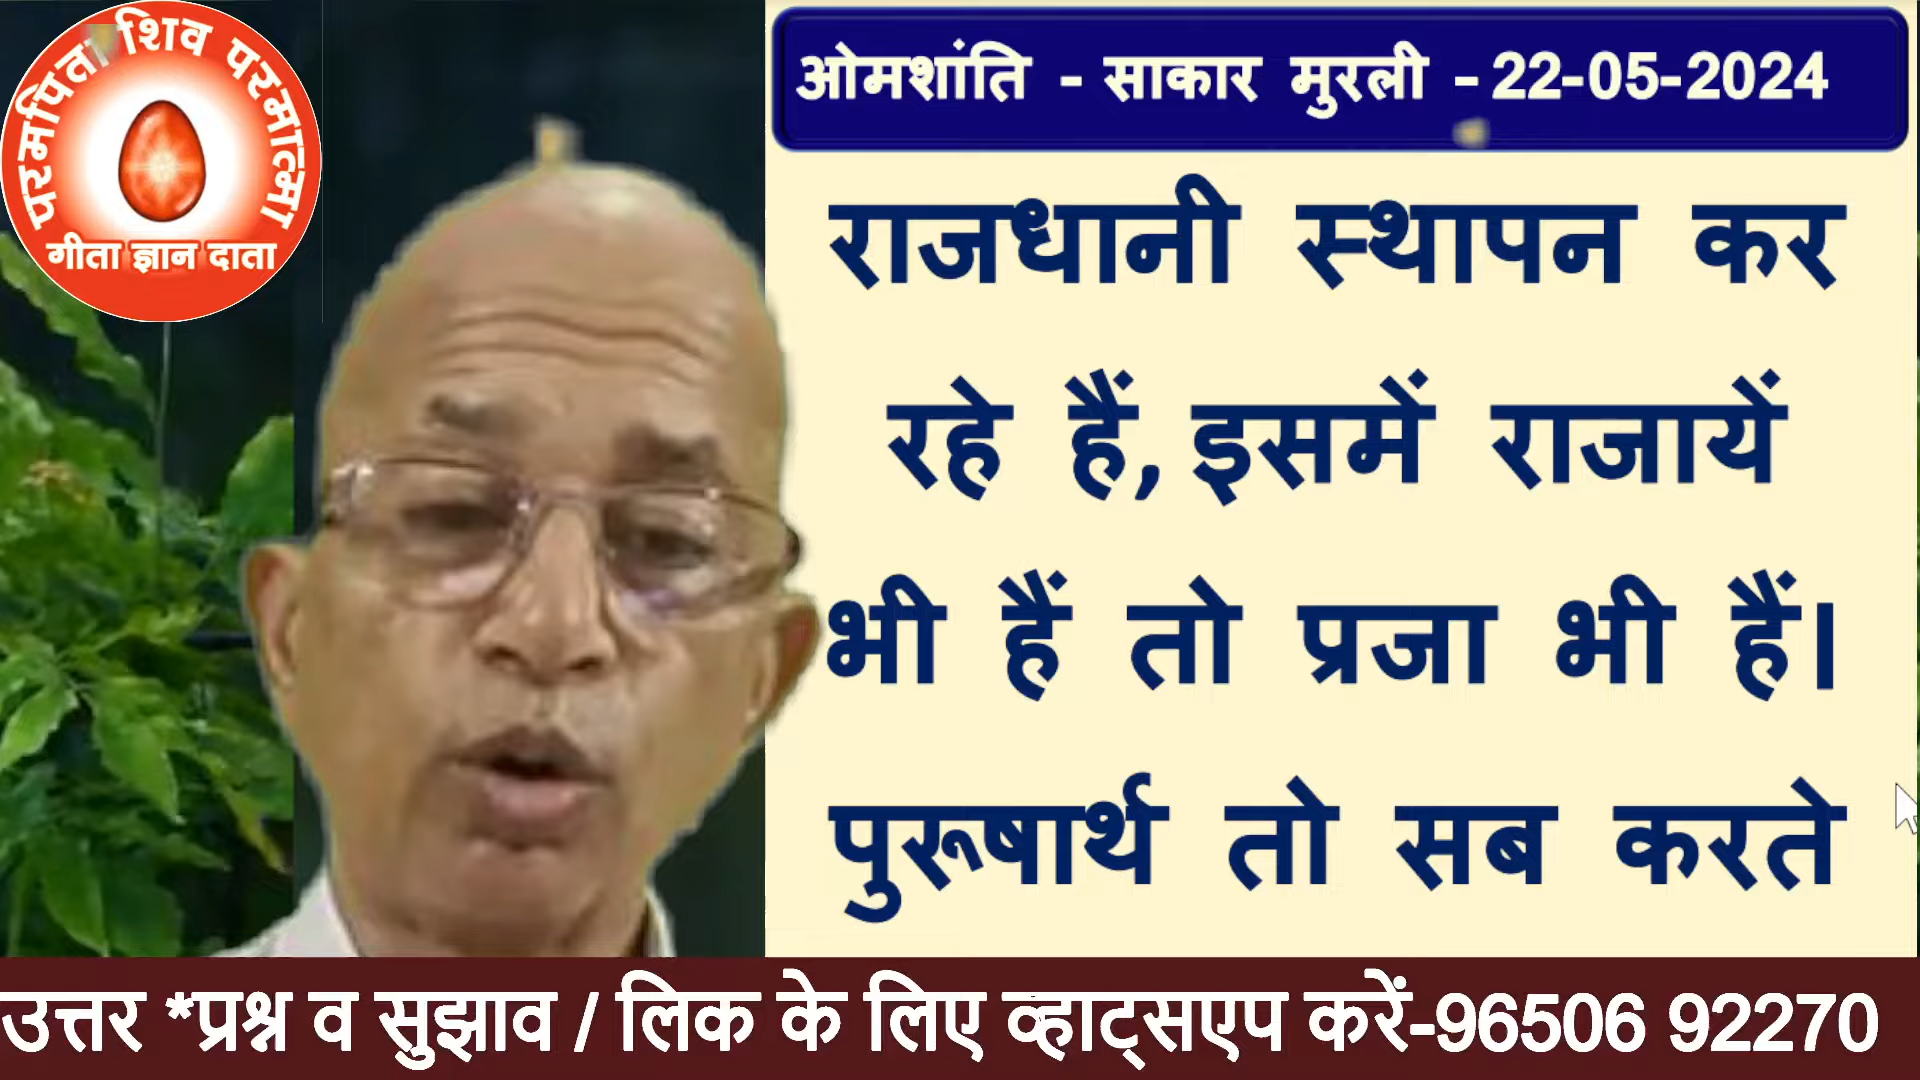 परमपिता शिव परमात्मा
गीता ज्ञान दाता
ओमशांति - साकार मुरली - 22-05-2024
राजधानी स्थापन कर
रहे हैं, इसमें राजायें
भी हैं तो प्रजा भी हैं।
पुरूषार्थ तो सब करते
उत्तर *प्रश्न व सुझाव / लिंक के लिए व्हाट्सएप करें-96506 92270